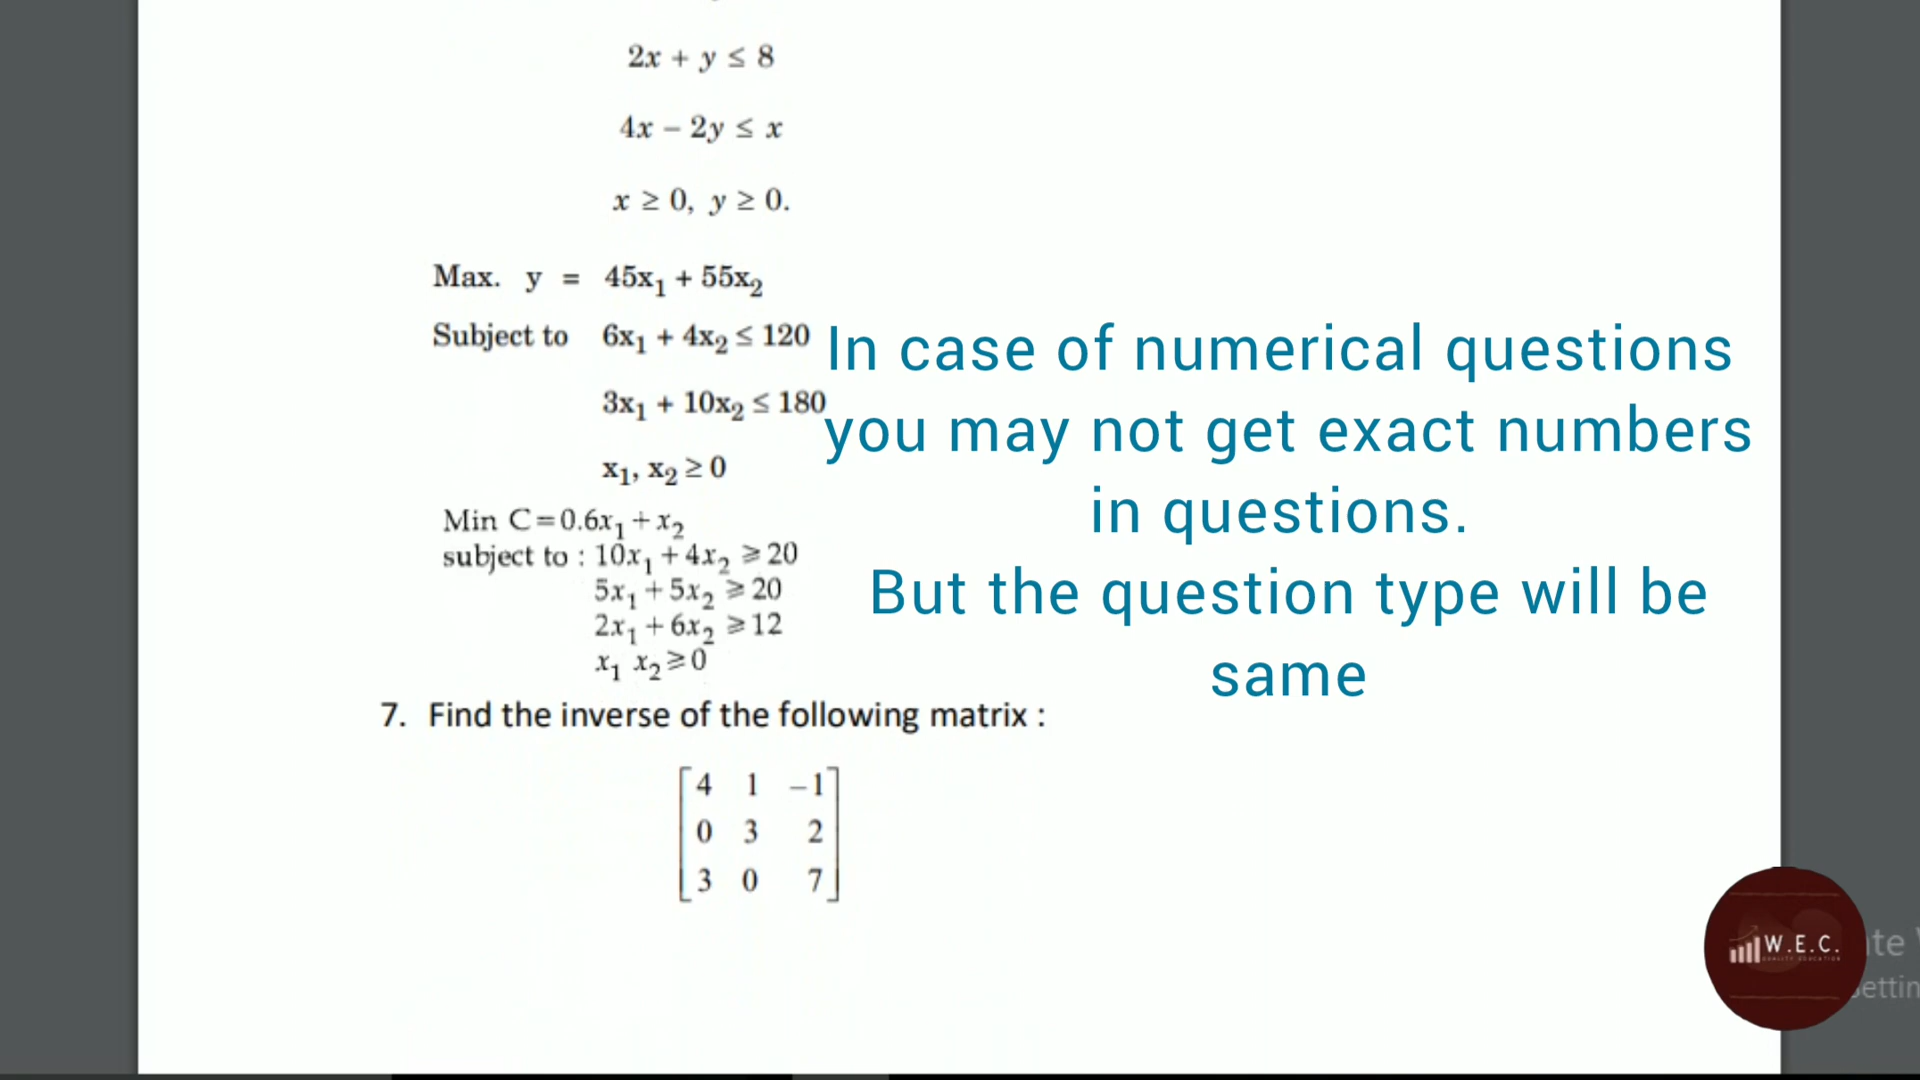 2x + y ≤ 8
4x − 2y ≤ x
x ≥ 0, y ≥ 0.
Max. y = 45x₁ + 55x₂
Subject to 6x₁ + 4x₂ ≤ 120
3x₁ + 10x₂ ≤ 180
x₁, x₂ ≥ 0
Min C=0.6x₁+x₂
subject to : 10x₁+4x₂ ⩾20
5x₁+5x₂ ⩾20
2x₁+6x₂ ⩾12
x₁ x₂⩾0
In case of numerical questions
you may not get exact numbers
in questions.
But the question type will be
same
7. Find the inverse of the following matrix :
4 1 −1
0 3 2
3 0 7
W.E.C.
QUALITY EDUCATION